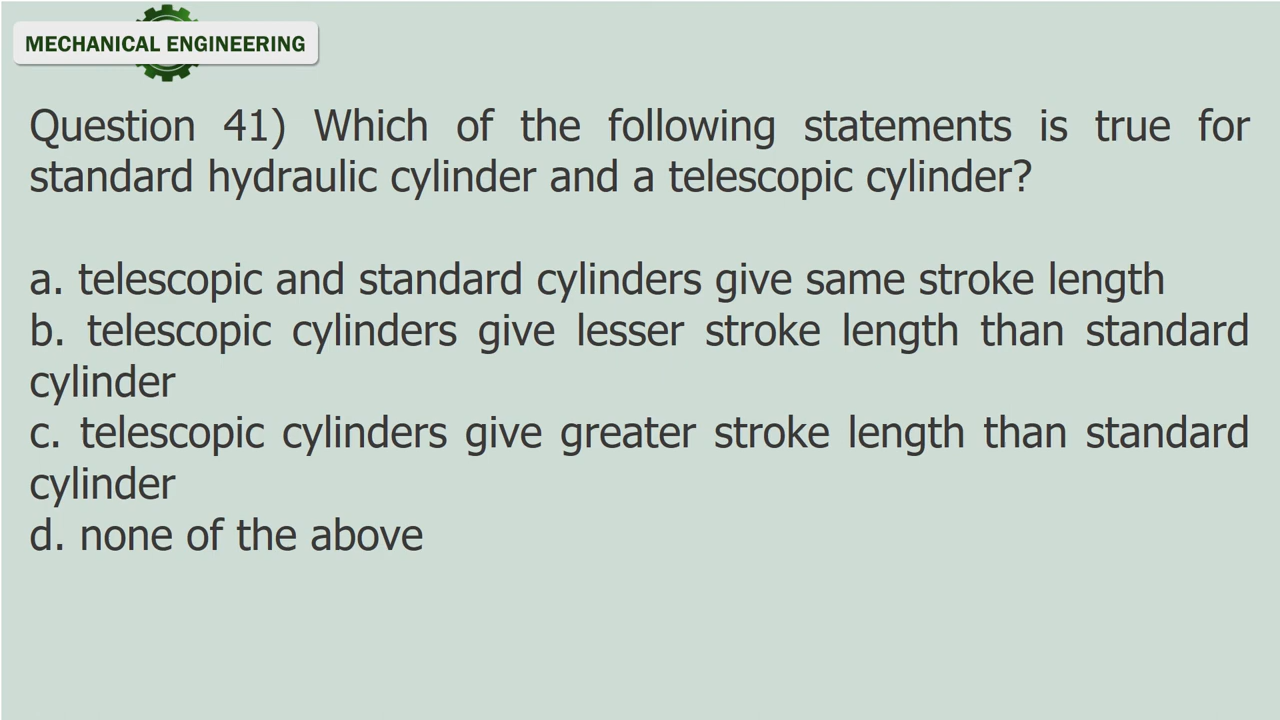 MECHANICAL ENGINEERING
Question 41) Which of the following statements is true for
standard hydraulic cylinder and a telescopic cylinder?
a. telescopic and standard cylinders give same stroke length
b. telescopic cylinders give lesser stroke length than standard
cylinder
c. telescopic cylinders give greater stroke length than standard
cylinder
d. none of the above